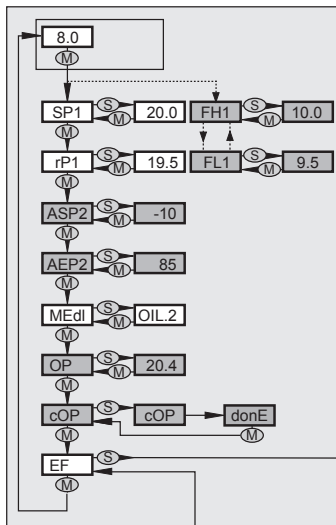 8.0
M
S
SP1 20.0 FH1 S 10.0
M M
M
S S
rP1 19.5 FL1 9.5
M M
M
S
ASP2 -10
M
M
S
AEP2 85
M
M
S
MEdI OIL.2
M
M
S
OP 20.4
M
M
S
cOP cOP donE
M M
EF S
M